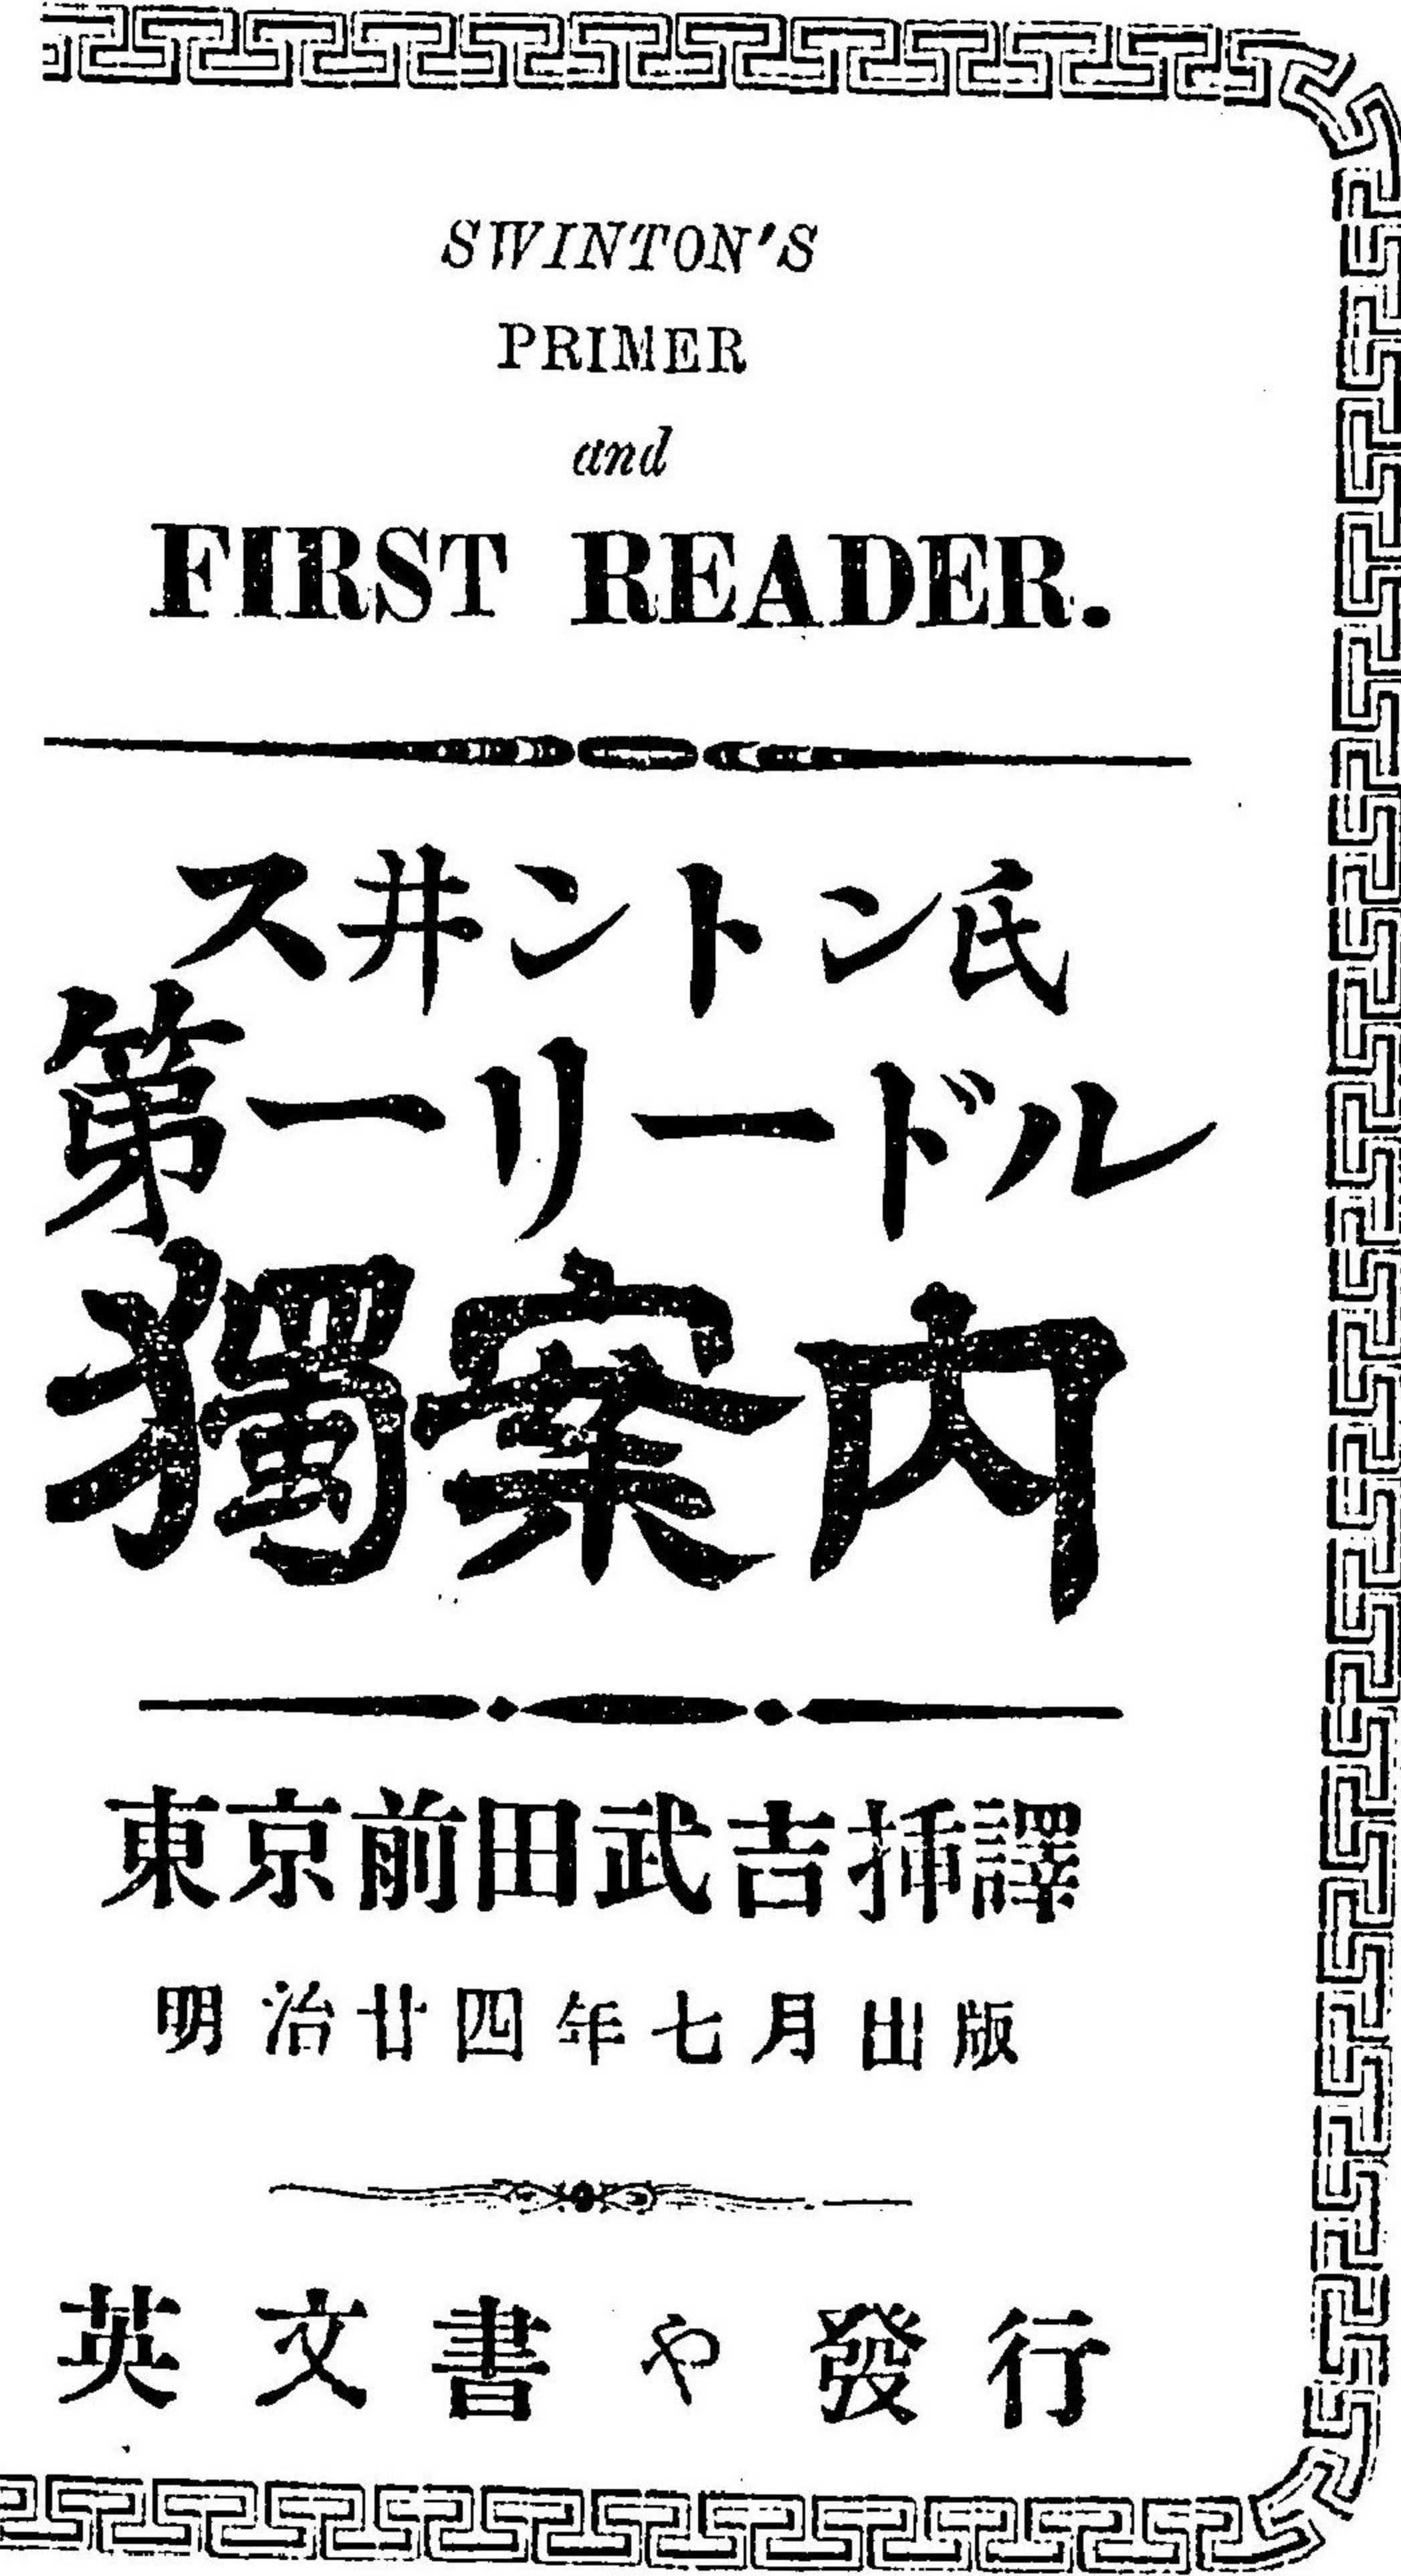 SWINTON'S
PRIMER
and
FIRST READER.
ス井ントン氏
第一リードル
獨案内
東京前田武吉挿譯
明治廿四年七月出版
英文書や發行